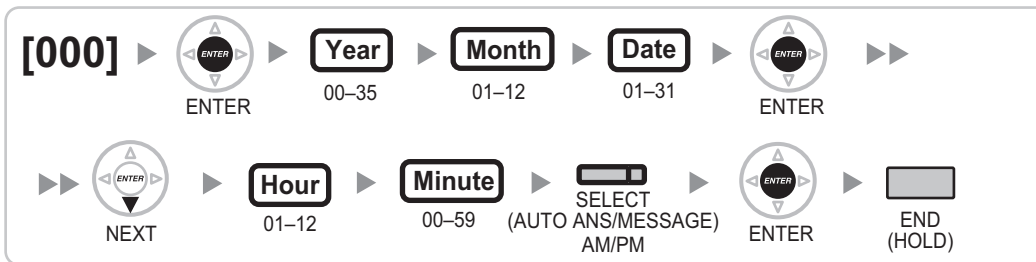 [000] ENTER Year Month Date ENTER
00–35 01–12 01–31
ENTER ENTER
ENTER Hour Minute SELECT ENTER
NEXT 01–12 00–59 (AUTO ANS/MESSAGE) ENTER END
AM/PM (HOLD)